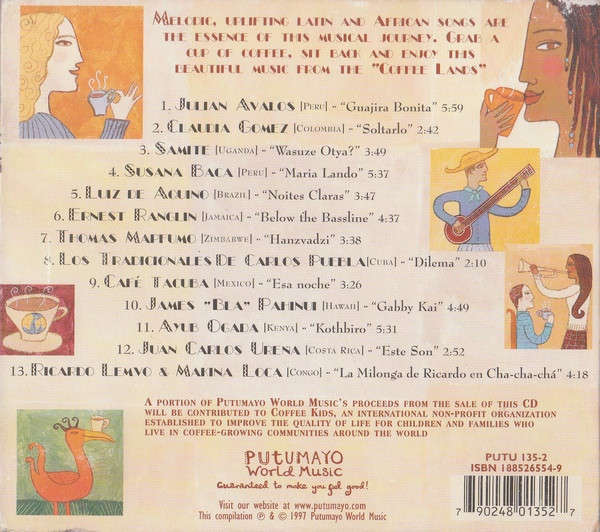 Melodic, uplifting latin and African songs are
the essence of this musical journey. Grab a
cup of coffee, sit back and enjoy this
beautiful music from the "Coffee Lands"
1. Julian Avalos [Peru] - "Guajira Bonita" 5:59
2. Claudia Gomez [Colombia] - "Soltarlo" 2:42
3. Samite [Uganda] - "Wasuze Otya?" 3:49
4. Susana Baca [Peru] - "Maria Lando" 5:37
5. Luiz de Aquino [Brazil] - "Noites Claras" 3:49
6. Ernest Ranglin [Jamaica] - "Below the Bassline" 4:37
7. Thomas Mapfumo [Zimbabwe] - "Hanzvadzi" 3:38
8. Los Tradicionales De Carlos Puebla [Cuba] - "Dilema" 2:10
9. Café Tacuba [Mexico] - "Esa noche" 3:26
10. James "Bla" Pahinui [Hawaii] - "Gabby Kai" 4:49
11. Ayub Ogada [Kenya] - "Kothbiro" 5:31
12. Juan Carlos Ureña [Costa Rica] - "Este Son" 2:52
13. Ricardo Lemvo & Makina Loca [Congo] - "La Milonga de Ricardo en Cha-cha-chá" 4:18
A portion of Putumayo World Music's proceeds from the sale of this CD
will be contributed to Coffee Kids, an international non-profit organization
established to improve the quality of life for children and families who
live in coffee-growing communities around the world
PUTUMAYO
World Music
Guaranteed to make you feel good!
Visit our website at www.putumayo.com
This compilation ℗ & © 1997 Putumayo World Music
PUTU 135-2
ISBN 188526554-9
7 90248 01352 7